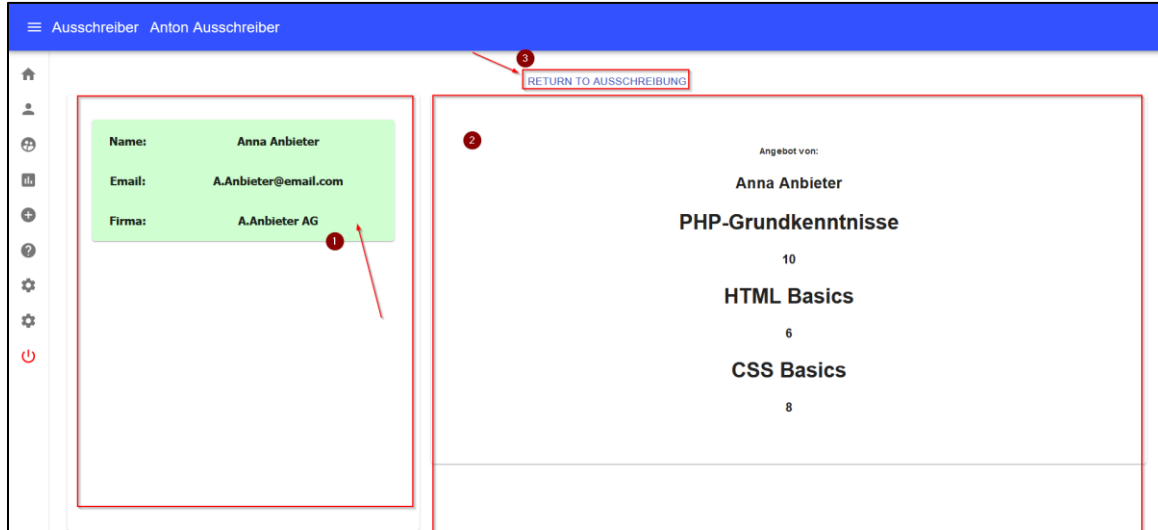 Ausschreiber Anton Ausschreiber
3
RETURN TO AUSSCHREIBUNG
Name: Anna Anbieter
Email: A.Anbieter@email.com
Firma: A.Anbieter AG
1
2
Angebot von:
Anna Anbieter
PHP-Grundkenntnisse
10
HTML Basics
6
CSS Basics
8